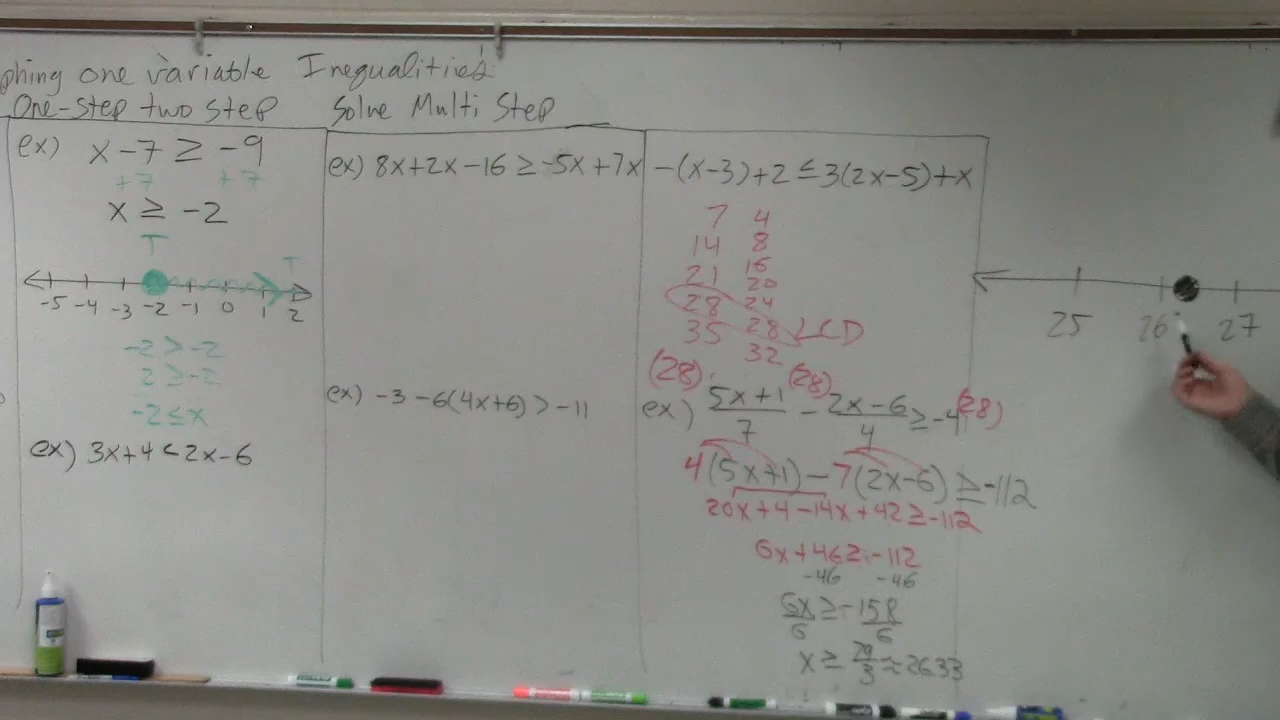 phing one variable Inequalities
One-step two step Solve Multi Step
ex) x - 7 ≥ -9
+7 +7
x ≥ -2
T T
-5 -4 -3 -2 -1 0 1 2
-2 > -2
2 ≥ -2
-2 ≤ x
ex) 3x+4 < 2x-6
ex) 8x+2x-16 ≥ -5x+7x
ex) -3 -6(4x+6) > -11
-(x-3)+2 ≤ 3(2x-5)+x
7 4
14 8
21 16
28 20
35 24
28
32
LCD
(28) (28) (28)
ex) 5x+1/7 - 2x-6/4 ≥ -4
4(5x+1) - 7(2x-6) ≥ -112
20x+4-14x+42 ≥ -112
6x+46 ≥ -112
-46 -46
6x/6 ≥ -158/6
x ≥ 79/3 ≈ 26.33
25 26 27